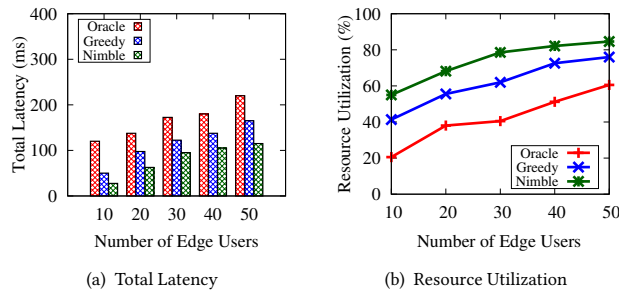 400
300
200
100
0
Total Latency (ms)
Oracle
Greedy
Nimble
10 20 30 40 50
Number of Edge Users
(a) Total Latency
100
80
60
40
20
0
Resource Utilization (%)
Oracle
Greedy
Nimble
10 20 30 40 50
Number of Edge Users
(b) Resource Utilization